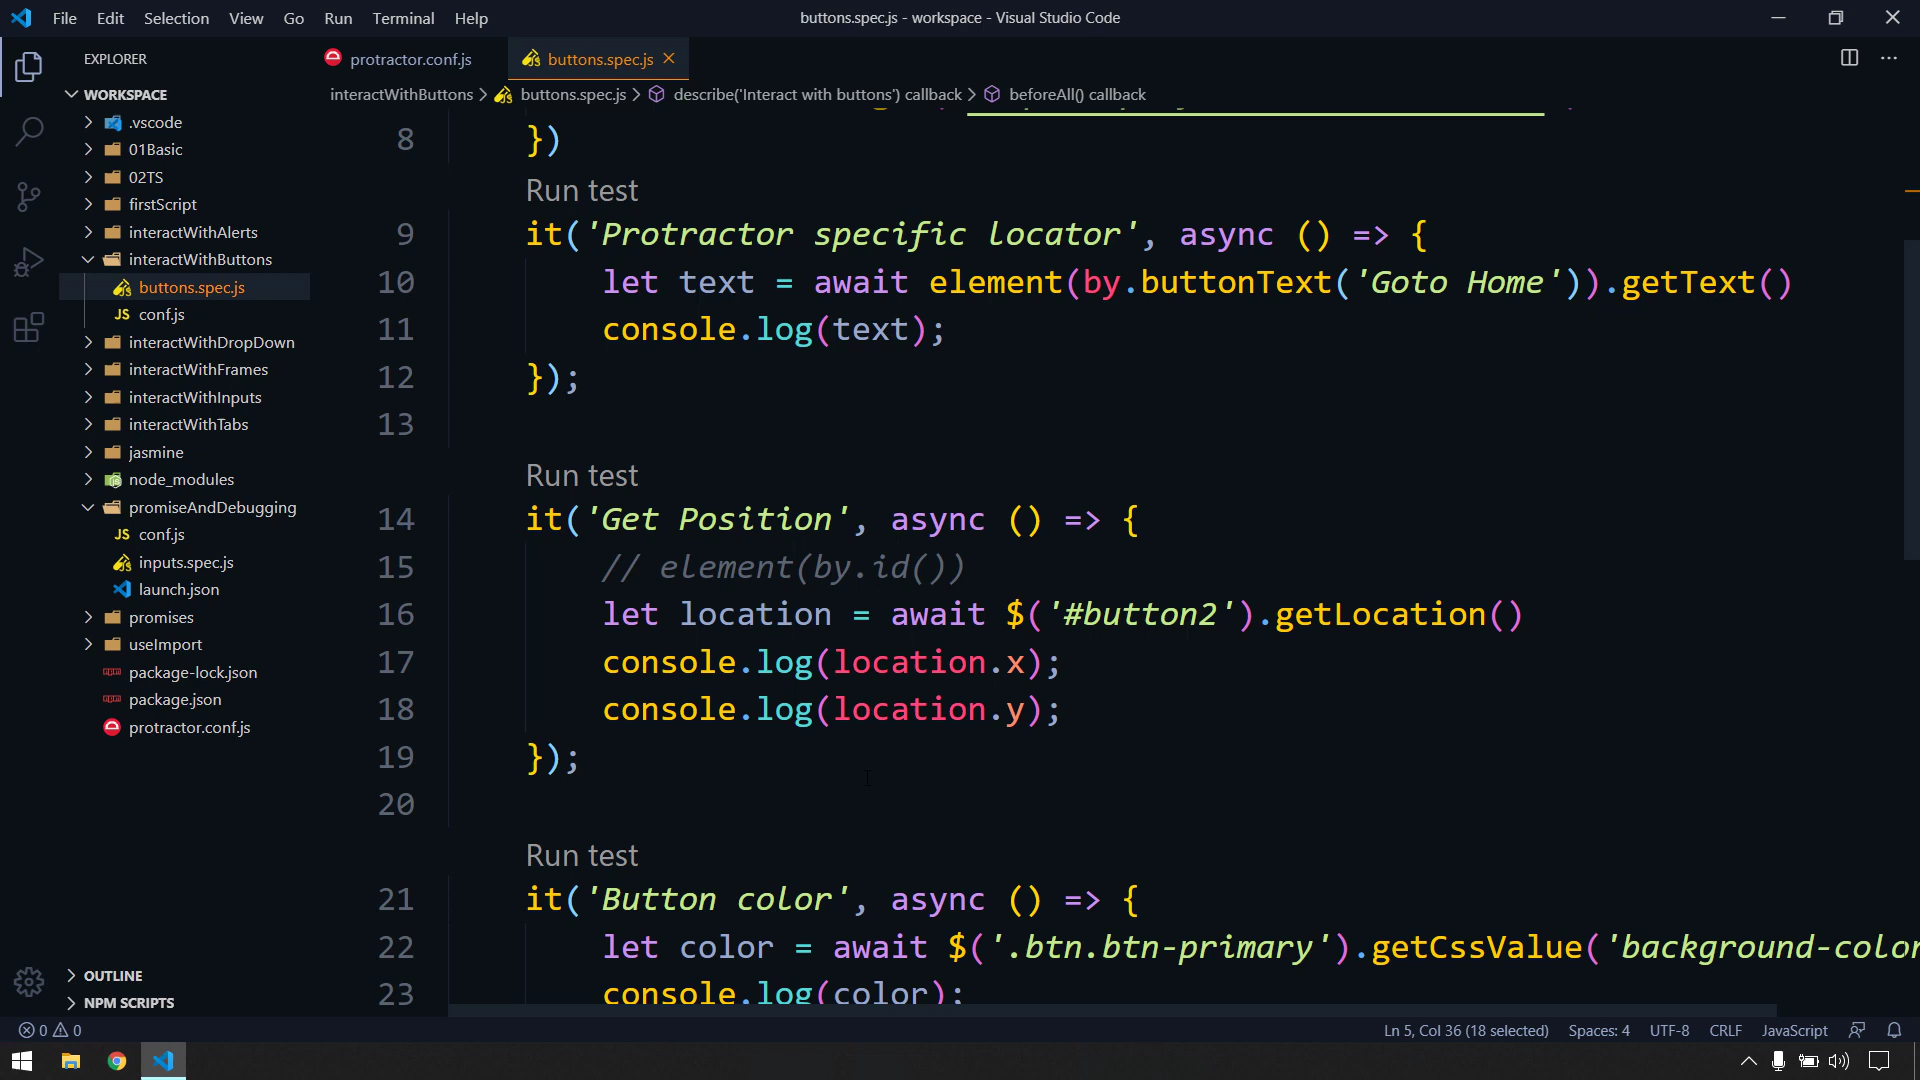 File Edit Selection View Go Run Terminal Help
buttons.spec.js - workspace - Visual Studio Code
EXPLORER
WORKSPACE
.vscode
01Basic
02TS
firstScript
interactWithAlerts
interactWithButtons
buttons.spec.js
JS conf.js
interactWithDropDown
interactWithFrames
interactWithInputs
interactWithTabs
jasmine
node_modules
promiseAndDebugging
JS conf.js
inputs.spec.js
launch.json
promises
useImport
package-lock.json
package.json
protractor.conf.js
OUTLINE
NPM SCRIPTS
protractor.conf.js
buttons.spec.js
interactWithButtons > buttons.spec.js > describe('Interact with buttons') callback > beforeAll() callback
8 })
Run test
9 it('Protractor specific locator', async () => {
10 let text = await element(by.buttonText('Goto Home')).getText()
11 console.log(text);
12 });
13
Run test
14 it('Get Position', async () => {
15 // element(by.id())
16 let location = await $('#button2').getLocation()
17 console.log(location.x);
18 console.log(location.y);
19 });
20
Run test
21 it('Button color', async () => {
22 let color = await $('.btn.btn-primary').getCssValue('background-color
23 console.log(color);
0 0
Ln 5, Col 36 (18 selected) Spaces: 4 UTF-8 CRLF JavaScript